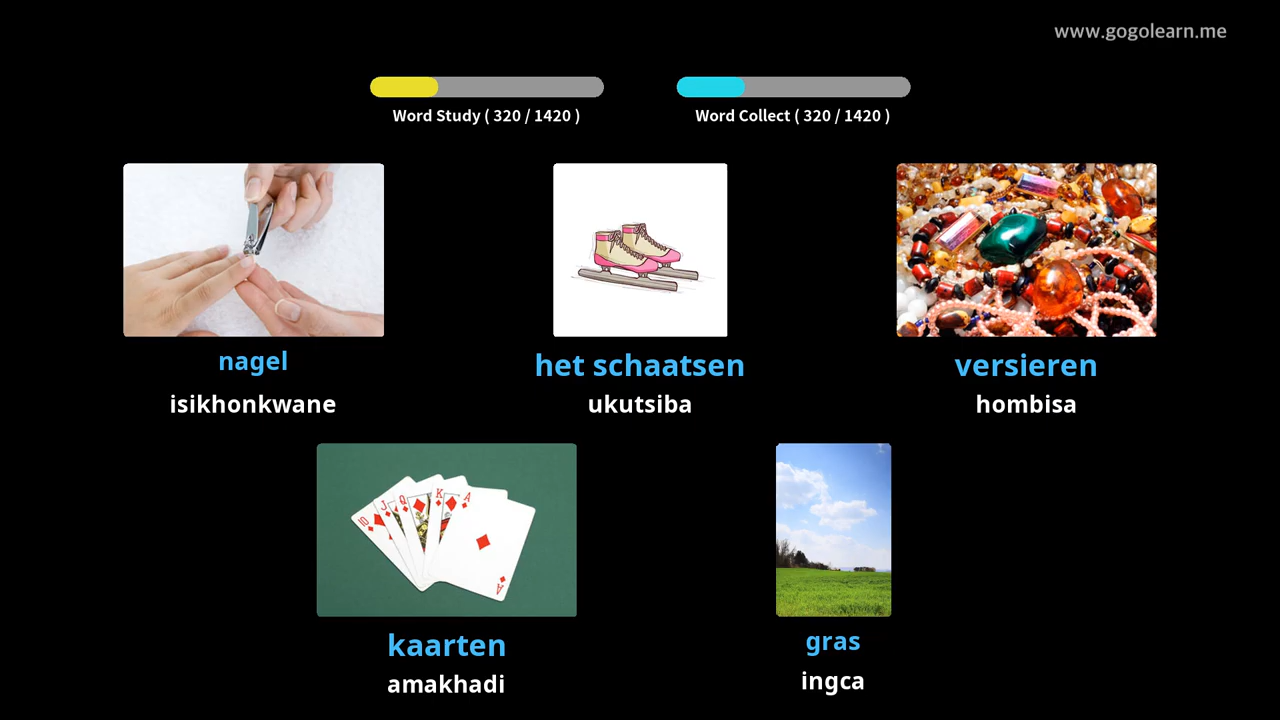 www.gogolearn.me
Word Study ( 320 / 1420 )
Word Collect ( 320 / 1420 )
nagel
isikhonkwane
het schaatsen
ukutsiba
versieren
hombisa
10 J Q K A
A
kaarten
amakhadi
gras
ingca